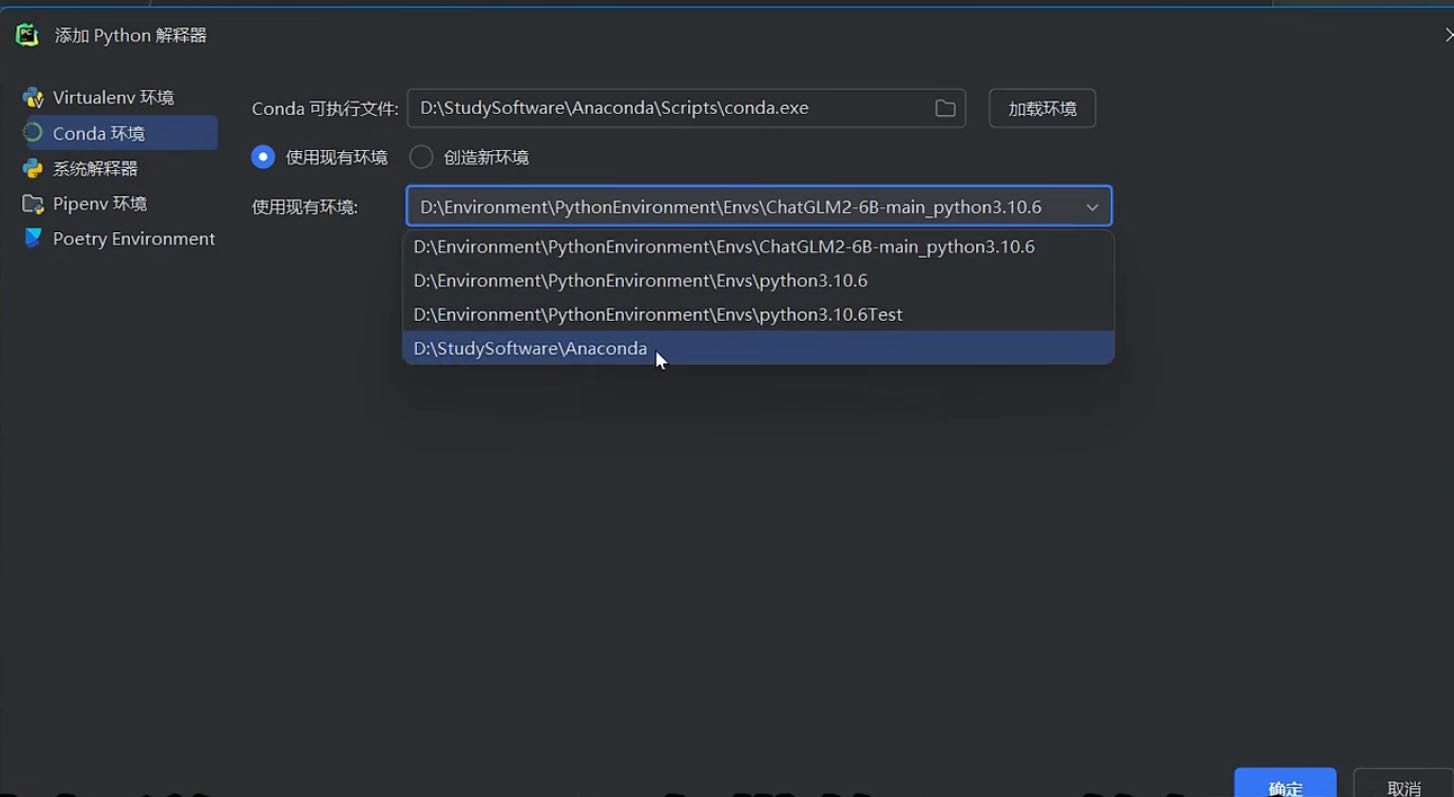 添加 Python 解释器
Virtualenv 环境
Conda 环境
系统解释器
Pipenv 环境
Poetry Environment
Conda 可执行文件: D:\StudySoftware\Anaconda\Scripts\conda.exe 加载环境
使用现有环境 创造新环境
使用现有环境: D:\Environment\PythonEnvironment\Envs\ChatGLM2-6B-main_python3.10.6
D:\Environment\PythonEnvironment\Envs\ChatGLM2-6B-main_python3.10.6
D:\Environment\PythonEnvironment\Envs\python3.10.6
D:\Environment\PythonEnvironment\Envs\python3.10.6Test
D:\StudySoftware\Anaconda
确定 取消